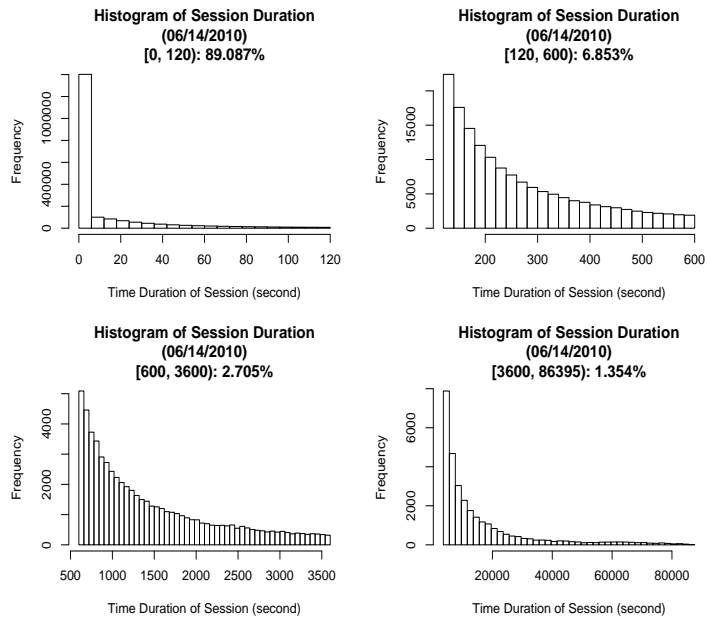 Histogram of Session Duration
(06/14/2010)
[0, 120): 89.087%
Frequency
0 400000 1000000
0 20 40 60 80 100 120
Time Duration of Session (second)
Histogram of Session Duration
(06/14/2010)
[120, 600): 6.853%
Frequency
0 5000 15000
200 300 400 500 600
Time Duration of Session (second)
Histogram of Session Duration
(06/14/2010)
[600, 3600): 2.705%
Frequency
0 2000 4000
500 1000 1500 2000 2500 3000 3500
Time Duration of Session (second)
Histogram of Session Duration
(06/14/2010)
[3600, 86395): 1.354%
Frequency
0 2000 6000
20000 40000 60000 80000
Time Duration of Session (second)